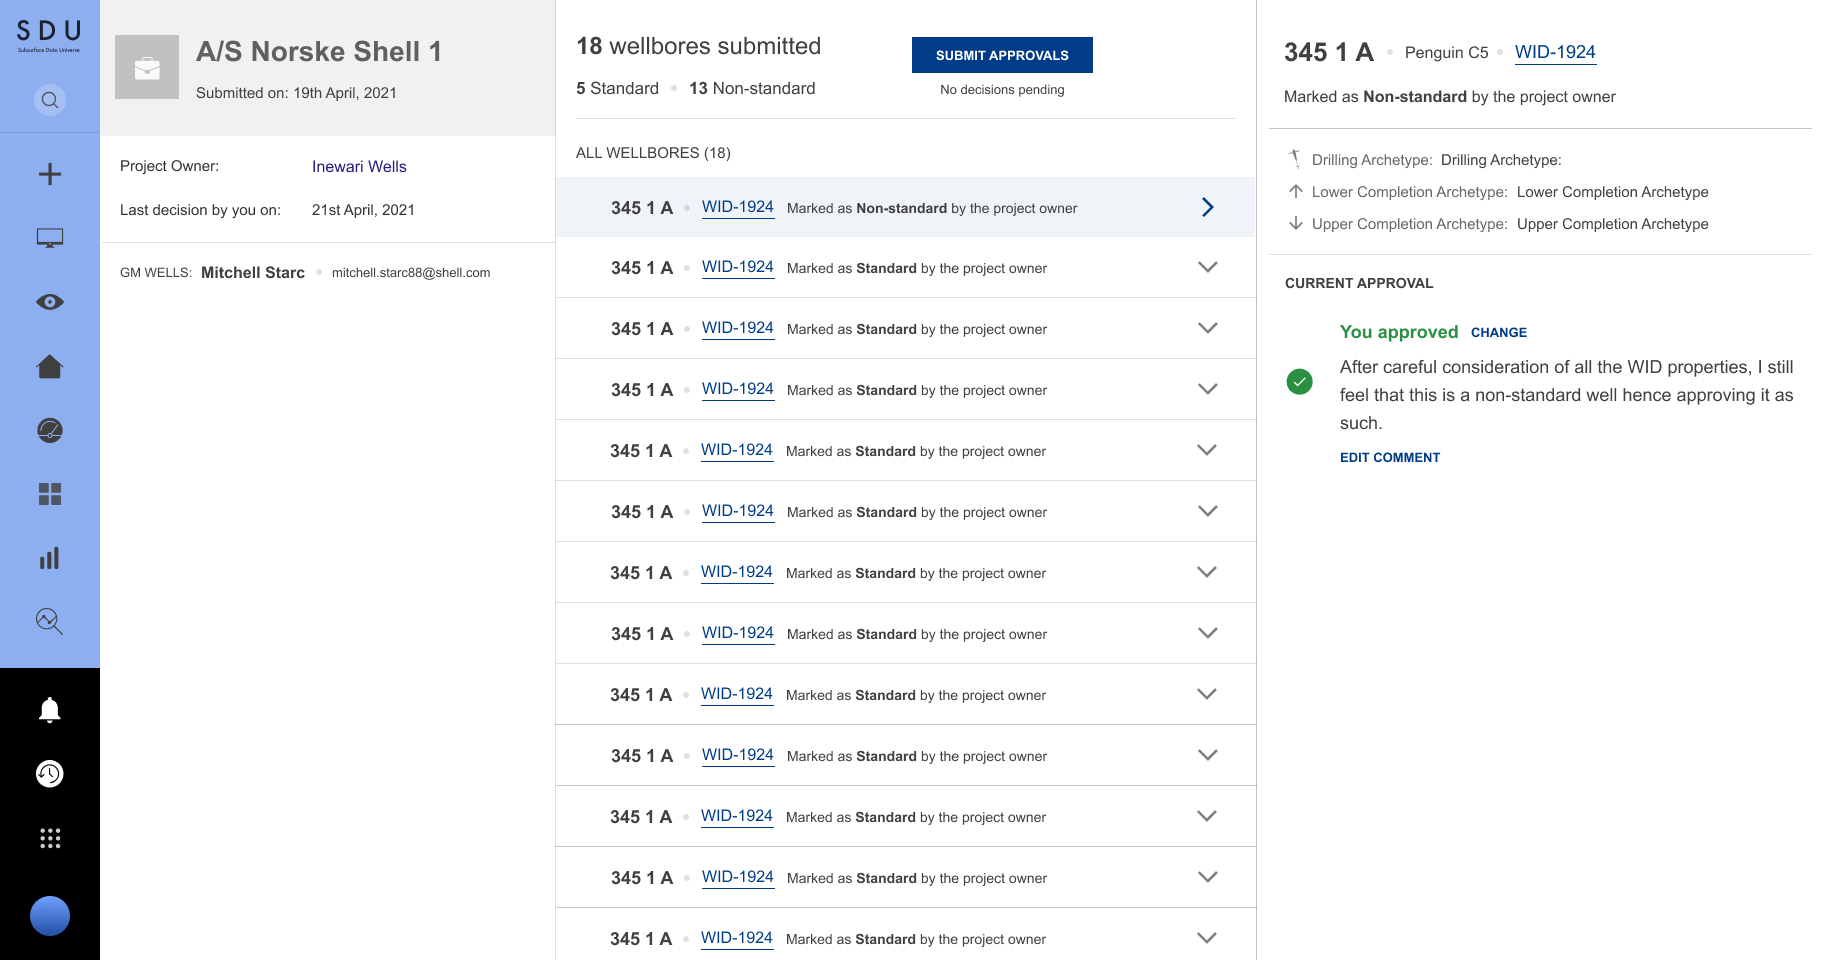 SDU
Subsurface Data Universe
A/S Norske Shell 1
Submitted on: 19th April, 2021
Project Owner: Inewari Wells
Last decision by you on: 21st April, 2021
GM WELLS: Mitchell Starc mitchell.starc88@shell.com
18 wellbores submitted
SUBMIT APPROVALS
5 Standard 13 Non-standard
No decisions pending
ALL WELLBORES (18)
345 1 A WID-1924 Marked as Non-standard by the project owner
345 1 A WID-1924 Marked as Standard by the project owner
345 1 A WID-1924 Marked as Standard by the project owner
345 1 A WID-1924 Marked as Standard by the project owner
345 1 A WID-1924 Marked as Standard by the project owner
345 1 A WID-1924 Marked as Standard by the project owner
345 1 A WID-1924 Marked as Standard by the project owner
345 1 A WID-1924 Marked as Standard by the project owner
345 1 A WID-1924 Marked as Standard by the project owner
345 1 A WID-1924 Marked as Standard by the project owner
345 1 A WID-1924 Marked as Standard by the project owner
345 1 A WID-1924 Marked as Standard by the project owner
345 1 A WID-1924 Marked as Standard by the project owner
345 1 A Penguin C5 WID-1924
Marked as Non-standard by the project owner
Drilling Archetype: Drilling Archetype:
Lower Completion Archetype: Lower Completion Archetype
Upper Completion Archetype: Upper Completion Archetype
CURRENT APPROVAL
You approved CHANGE
After careful consideration of all the WID properties, I still
feel that this is a non-standard well hence approving it as
such.
EDIT COMMENT